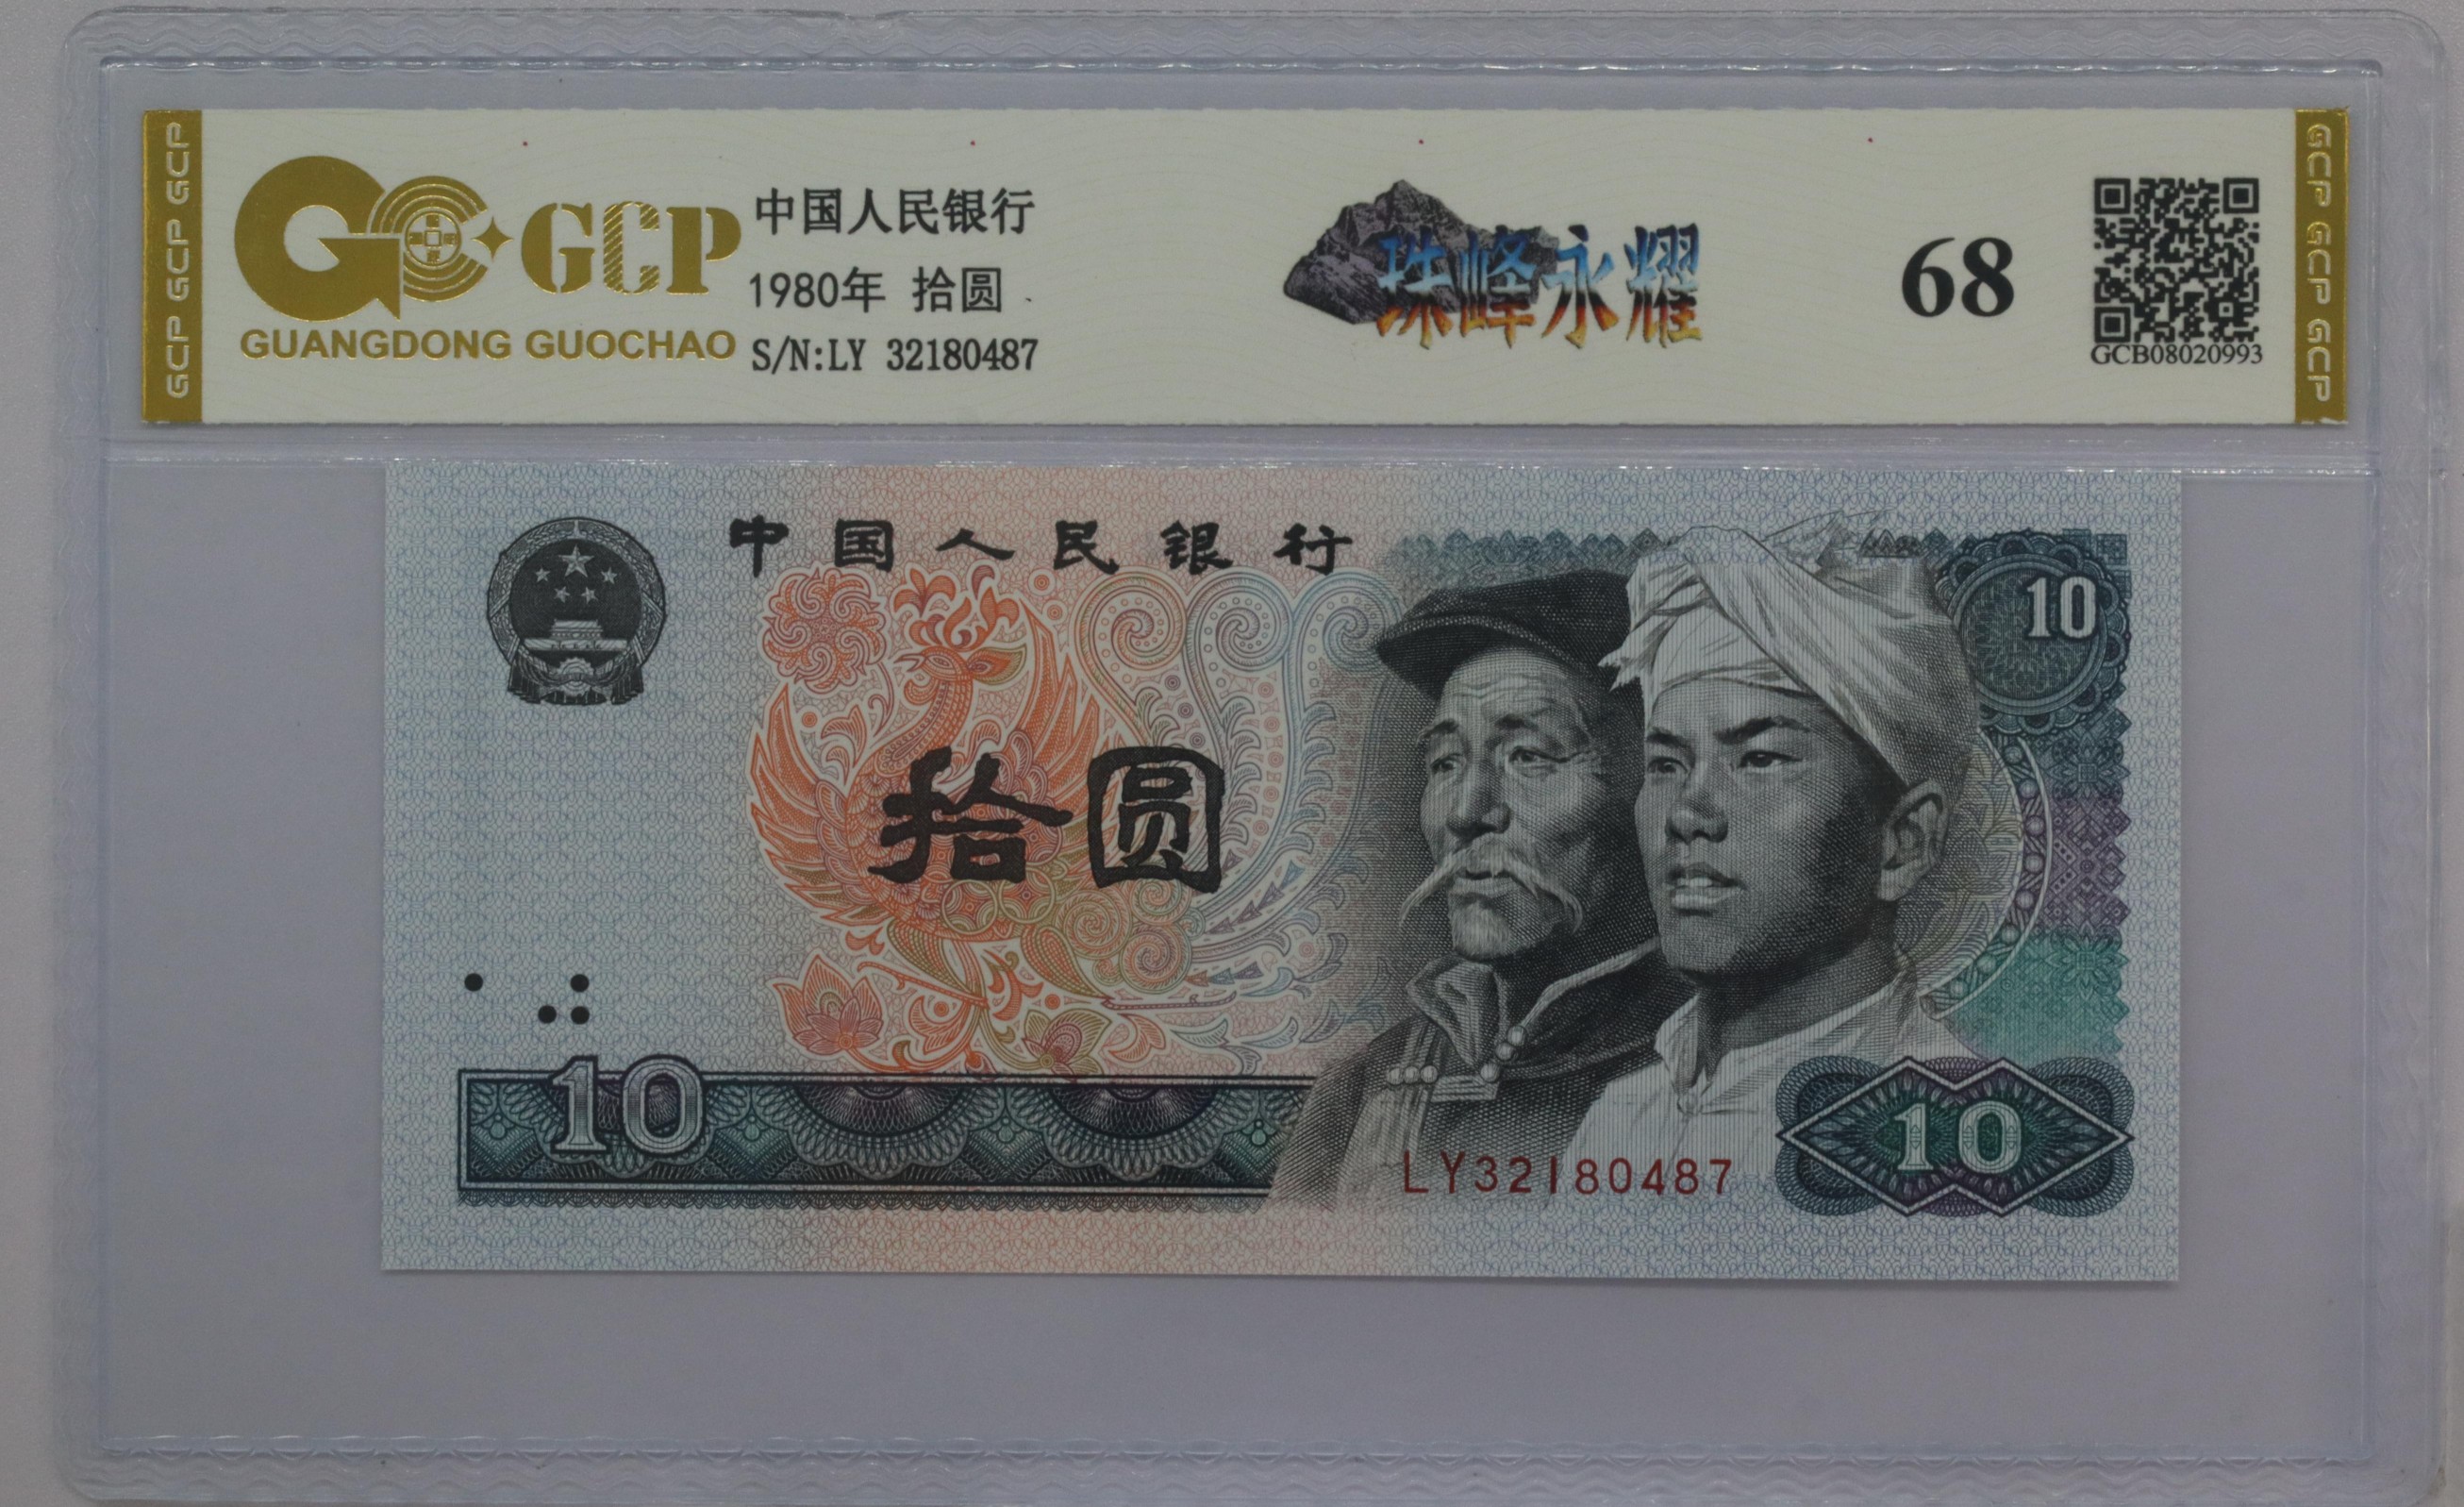 GCP GCP GCP
GCP
GUANGDONG GUOCHAO
中国人民银行
1980年 拾圆
S/N:LY 32180487
珠峰永耀
68
GCB08020993
GCP GCP GCP
中国人民银行
10
拾圆
10
LY32180487
10